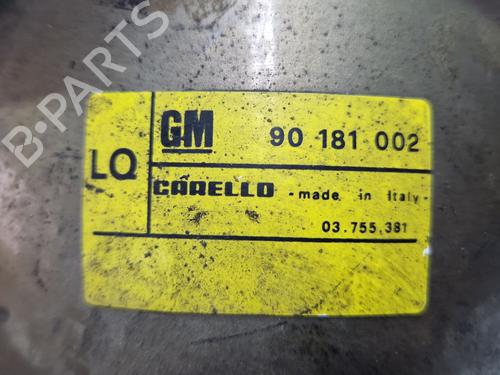 GM 90 181 002
LQ
CARELLO - made in Italy -
03.755.381
B-PARTS